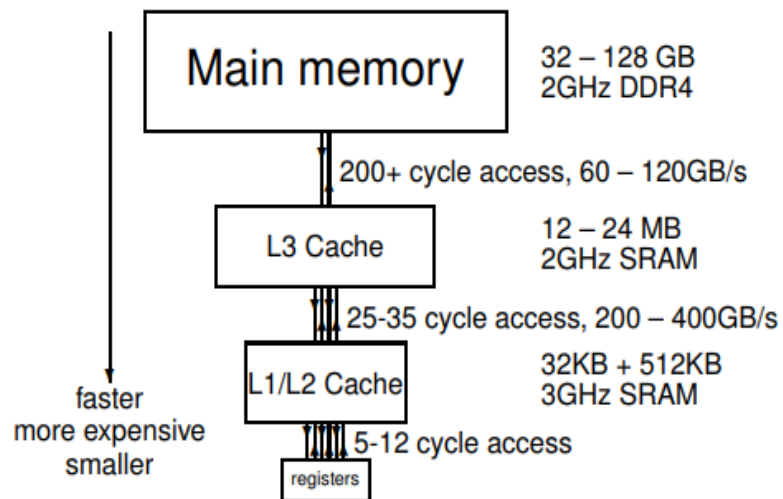 Main memory
32 – 128 GB
2GHz DDR4
200+ cycle access, 60 – 120GB/s
L3 Cache
12 – 24 MB
2GHz SRAM
25-35 cycle access, 200 – 400GB/s
L1/L2 Cache
32KB + 512KB
3GHz SRAM
faster
more expensive
smaller
5-12 cycle access
registers